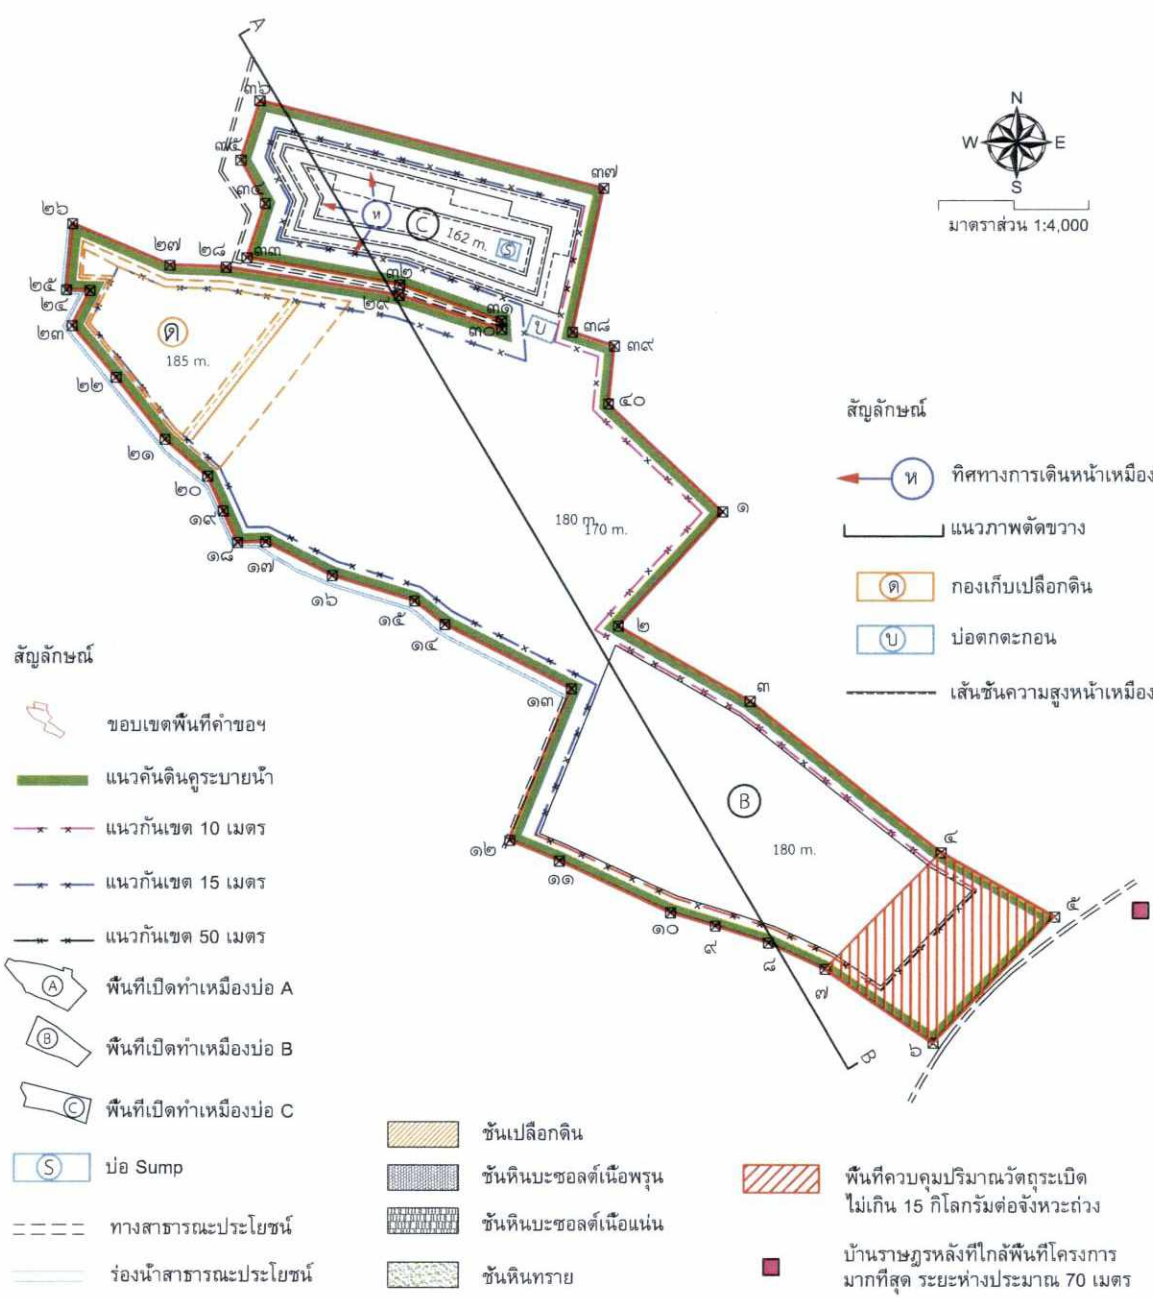 A
N
W E
S
มาตราส่วน 1:4,000
๓๖
๓๕
๓๔
๓๗
๒๖
๒๗
๒๘
๓๓
ห
C
162 m.
S
๓๒
๒๙
๓๑
๓๐
บ
๓๘
๓๙
๒๕
๒๔
๒๓
ด
185 m.
๒๒
๔๐
๒๑
๒๐
๑๙
๑๘
๑๗
๑๖
๑๕
๑๔
๑๓
180 m.
170 m.
๑
๒
๓
B
180 m.
๑๒
๑๑
๑๐
๙
๘
๗
๖
๕
๔
B
สัญลักษณ์
ห ทิศทางการเดินหน้าเหมือง
แนวภาพตัดขวาง
ด กองเก็บเปลือกดิน
บ บ่อตกตะกอน
เส้นชั้นความสูงหน้าเหมือง
สัญลักษณ์
ขอบเขตพื้นที่คำขอฯ
แนวคันดินคูระบายน้ำ
แนวกันเขต 10 เมตร
แนวกันเขต 15 เมตร
แนวกันเขต 50 เมตร
A พื้นที่เปิดทำเหมืองบ่อ A
B พื้นที่เปิดทำเหมืองบ่อ B
C พื้นที่เปิดทำเหมืองบ่อ C
S บ่อ Sump
ทางสาธารณะประโยชน์
ร่องน้ำสาธารณะประโยชน์
ชั้นเปลือกดิน
ชั้นหินบะซอลต์เนื้อพรุน
ชั้นหินบะซอลต์เนื้อแน่น
ชั้นหินทราย
พื้นที่ควบคุมปริมาณวัตถุระเบิด
ไม่เกิน 15 กิโลกรัมต่อจังหวะถ่วง
บ้านราษฎรหลังที่ใกล้พื้นที่โครงการ
มากที่สุด ระยะห่างประมาณ 70 เมตร